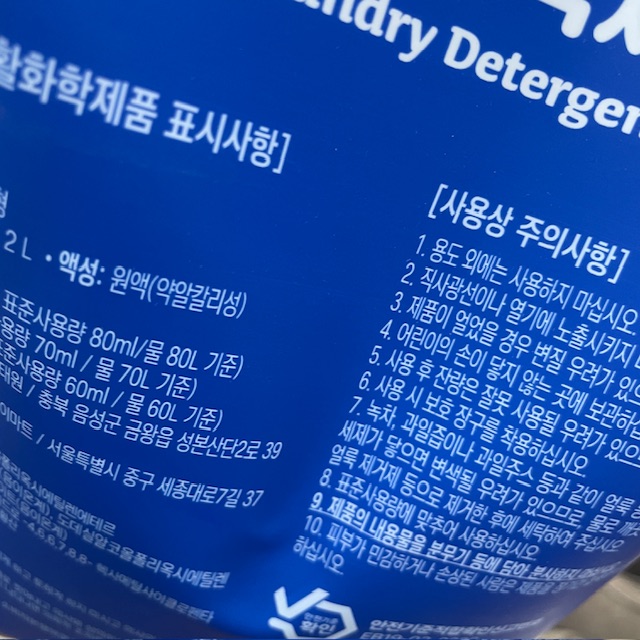 Laundry Detergen
활화학제품 표시사항]
형
2 L • 액성: 원액(약알칼리성)
표준사용량 80ml/물 80L 기준)
용량 70ml / 물 70L 기준)
준사용량 60ml / 물 60L 기준)
태원 / 충북 음성군 금왕읍 성본산단2로 39
이마트 / 서울특별시 중구 세종대로7길 37
[사용상 주의사항]
1. 용도 외에는 사용하지 마십시오
2. 직사광선이나 열기에 노출시키지
3. 제품이 얼었을 경우 변질 우려가 있
4. 어린이의 손이 닿지 않는 곳에 보관하
5. 사용 후 잔량은 잘못 사용될 우려가 있으
6. 사용 시 보호 장구를 착용하십시오
7. 녹차, 과일즙이나 과일주스 등과 같이 얼룩
세제가 닿으면 변색될 우려가 있으므로, 물로
얼룩 제거제 등으로 제거한 후에 세탁하여 주십시오
8. 표준사용량에 맞추어 사용하십시오
9. 제품의 내용물을 분무기 등에 담아
10. 피부가 민감하거나 손상된 사람은
하십시오